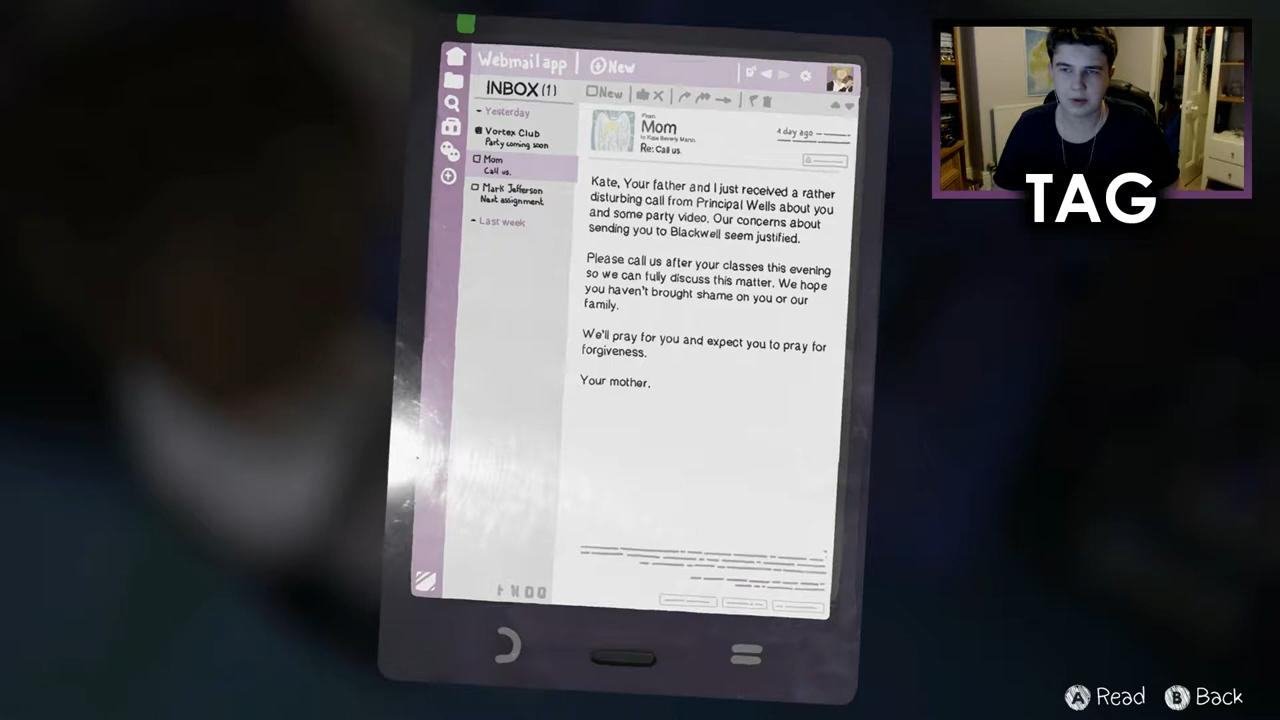 Webmail app
New
INBOX (1)
New
Yesterday
Vortex Club
Party coming soon
Mom
Call us.
Mark Jefferson
Next assignment
Last week
From:
Mom
to Kate Beverly Marsh
Re: Call us.
1 day ago
Kate, Your father and I just received a rather
disturbing call from Principal Wells about you
and some party video. Our concerns about
sending you to Blackwell seem justified.
Please call us after your classes this evening
so we can fully discuss this matter. We hope
you haven't brought shame on you or our
family.
We'll pray for you and expect you to pray for
forgiveness.
Your mother.
TAG
A Read B Back